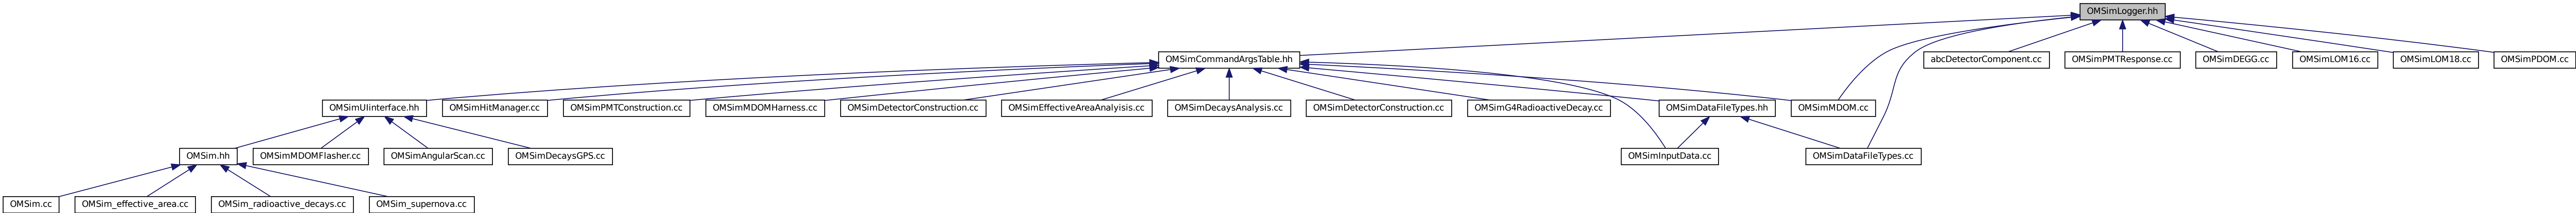 OMSimLogger.hh
OMSimCommandArgsTable.hh
abcDetectorComponent.cc
OMSimPMTResponse.cc
OMSimDEGG.cc
OMSimLOM16.cc
OMSimLOM18.cc
OMSimPDOM.cc
OMSimUIinterface.hh
OMSimHitManager.cc
OMSimPMTConstruction.cc
OMSimMDOMHarness.cc
OMSimDetectorConstruction.cc
OMSimEffectiveAreaAnalyisis.cc
OMSimDecaysAnalysis.cc
OMSimDetectorConstruction.cc
OMSimG4RadioactiveDecay.cc
OMSimDataFileTypes.hh
OMSimMDOM.cc
OMSim.hh
OMSimMDOMFlasher.cc
OMSimAngularScan.cc
OMSimDecaysGPS.cc
OMSimInputData.cc
OMSimDataFileTypes.cc
OMSim.cc
OMSim_effective_area.cc
OMSim_radioactive_decays.cc
OMSim_supernova.cc